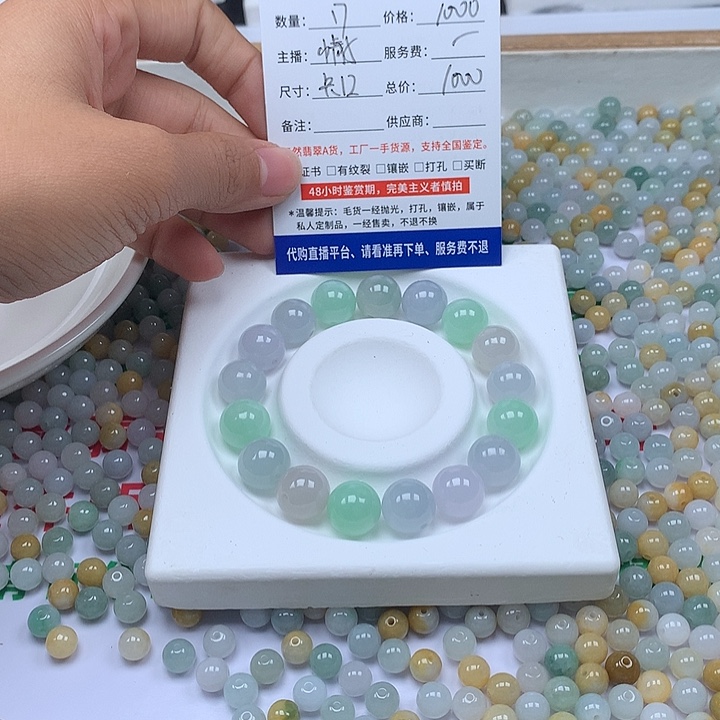 数量： 17 价格： 1000
主播： 服务费：
尺寸： 长12 总价： 1000
备注： 供应商：
然翡翠A货，工厂一手货源，支持全国鉴定。
证书 □有纹裂 □镶嵌 □打孔 □买断
48小时鉴赏期，完美主义者慎拍
*温馨提示：毛货一经抛光，打孔，镶嵌，属于
私人定制品，一经售卖，不退不换
代购直播平台、请看准再下单、服务费不退